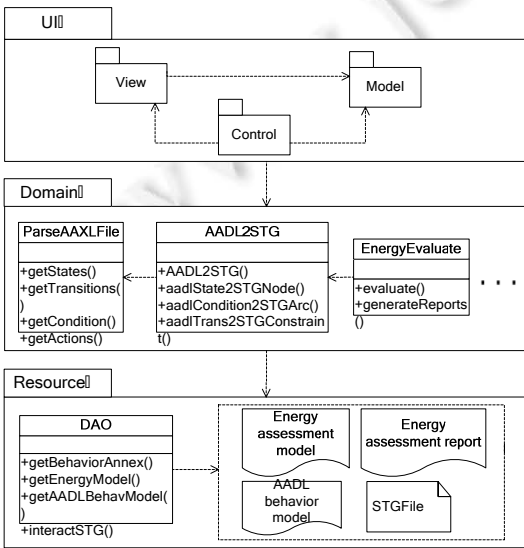 UI
View
Model
Control
Domain
ParseAAXLFile
+getStates()
+getTransitions(
)
+getCondition()
+getActions()
AADL2STG
+AADL2STG()
+aadlState2STGNode()
+aadlCondition2STGArc()
+aadlTrans2STGConstrain
t()
EnergyEvaluate
+evaluate()
+generateReports
()
...
Resource
DAO
+getBehaviorAnnex()
+getEnergyModel()
+getAADLBehavModel(
)
+interactSTG()
Energy
assessment
model
Energy
assessment report
AADL
behavior
model
STGFile